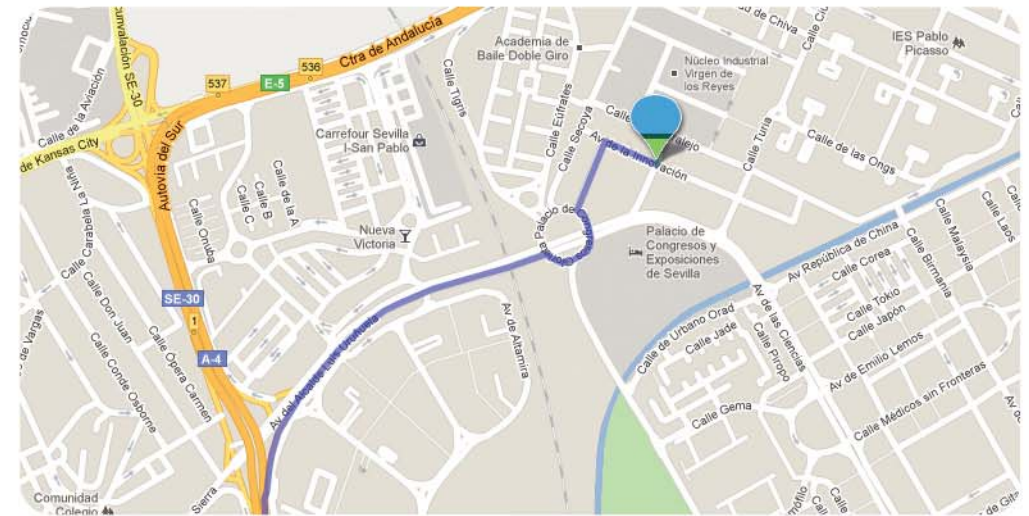 cunvalación SE-30
Calle de la Aviación
de Kansas City
Autovía del Sur
537
E-5
536
Ctra de Andalucía
Calle Tigris
Academia de
Baile Doble Giro
Calle Eúfrates
Calle Secoya
Núcleo Industrial
Virgen de
los Reyes
ad de Chiva
Calle
IES Pablo
Picasso
Av de la Innovación
Calle Turia
Calle de las Ongs
Carrefour Sevilla
I-San Pablo
Calle Carabela La Niña
Calle Onuba
Calle C
Calle B
Calle de la A
Nueva
Victoria
Palacio de
Congresos y
Exposiciones
de Sevilla
Av República de China
Calle Corea
Calle Birmania
Calle Malaysia
Calle Laos
Calle Tokio
Calle Japón
Av de Emilio Lemos
Calle Médicos sin Fronteras
Av de las Ciencias
Calle de Urbano Orad
Calle Jade
Calle Piropo
Calle Gema
SE-30
1
A-4
Av del Alcalde Luis Uruñuela
Av de Altamira
Calle Don Juan
Calle Conde Osborne
Calle Ópera Carmen
de Vargas
Sierra
Comunidad
Colegio